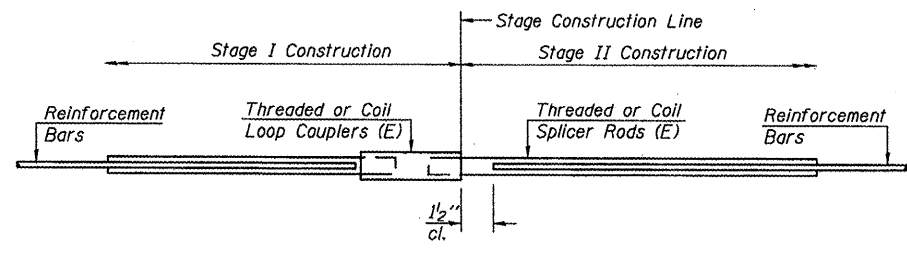 Stage Construction Line
Stage I Construction
Stage II Construction
Reinforcement
Bars
Threaded or Coil
Loop Couplers (E)
Threaded or Coil
Splicer Rods (E)
Reinforcement
Bars
1½"
cl.